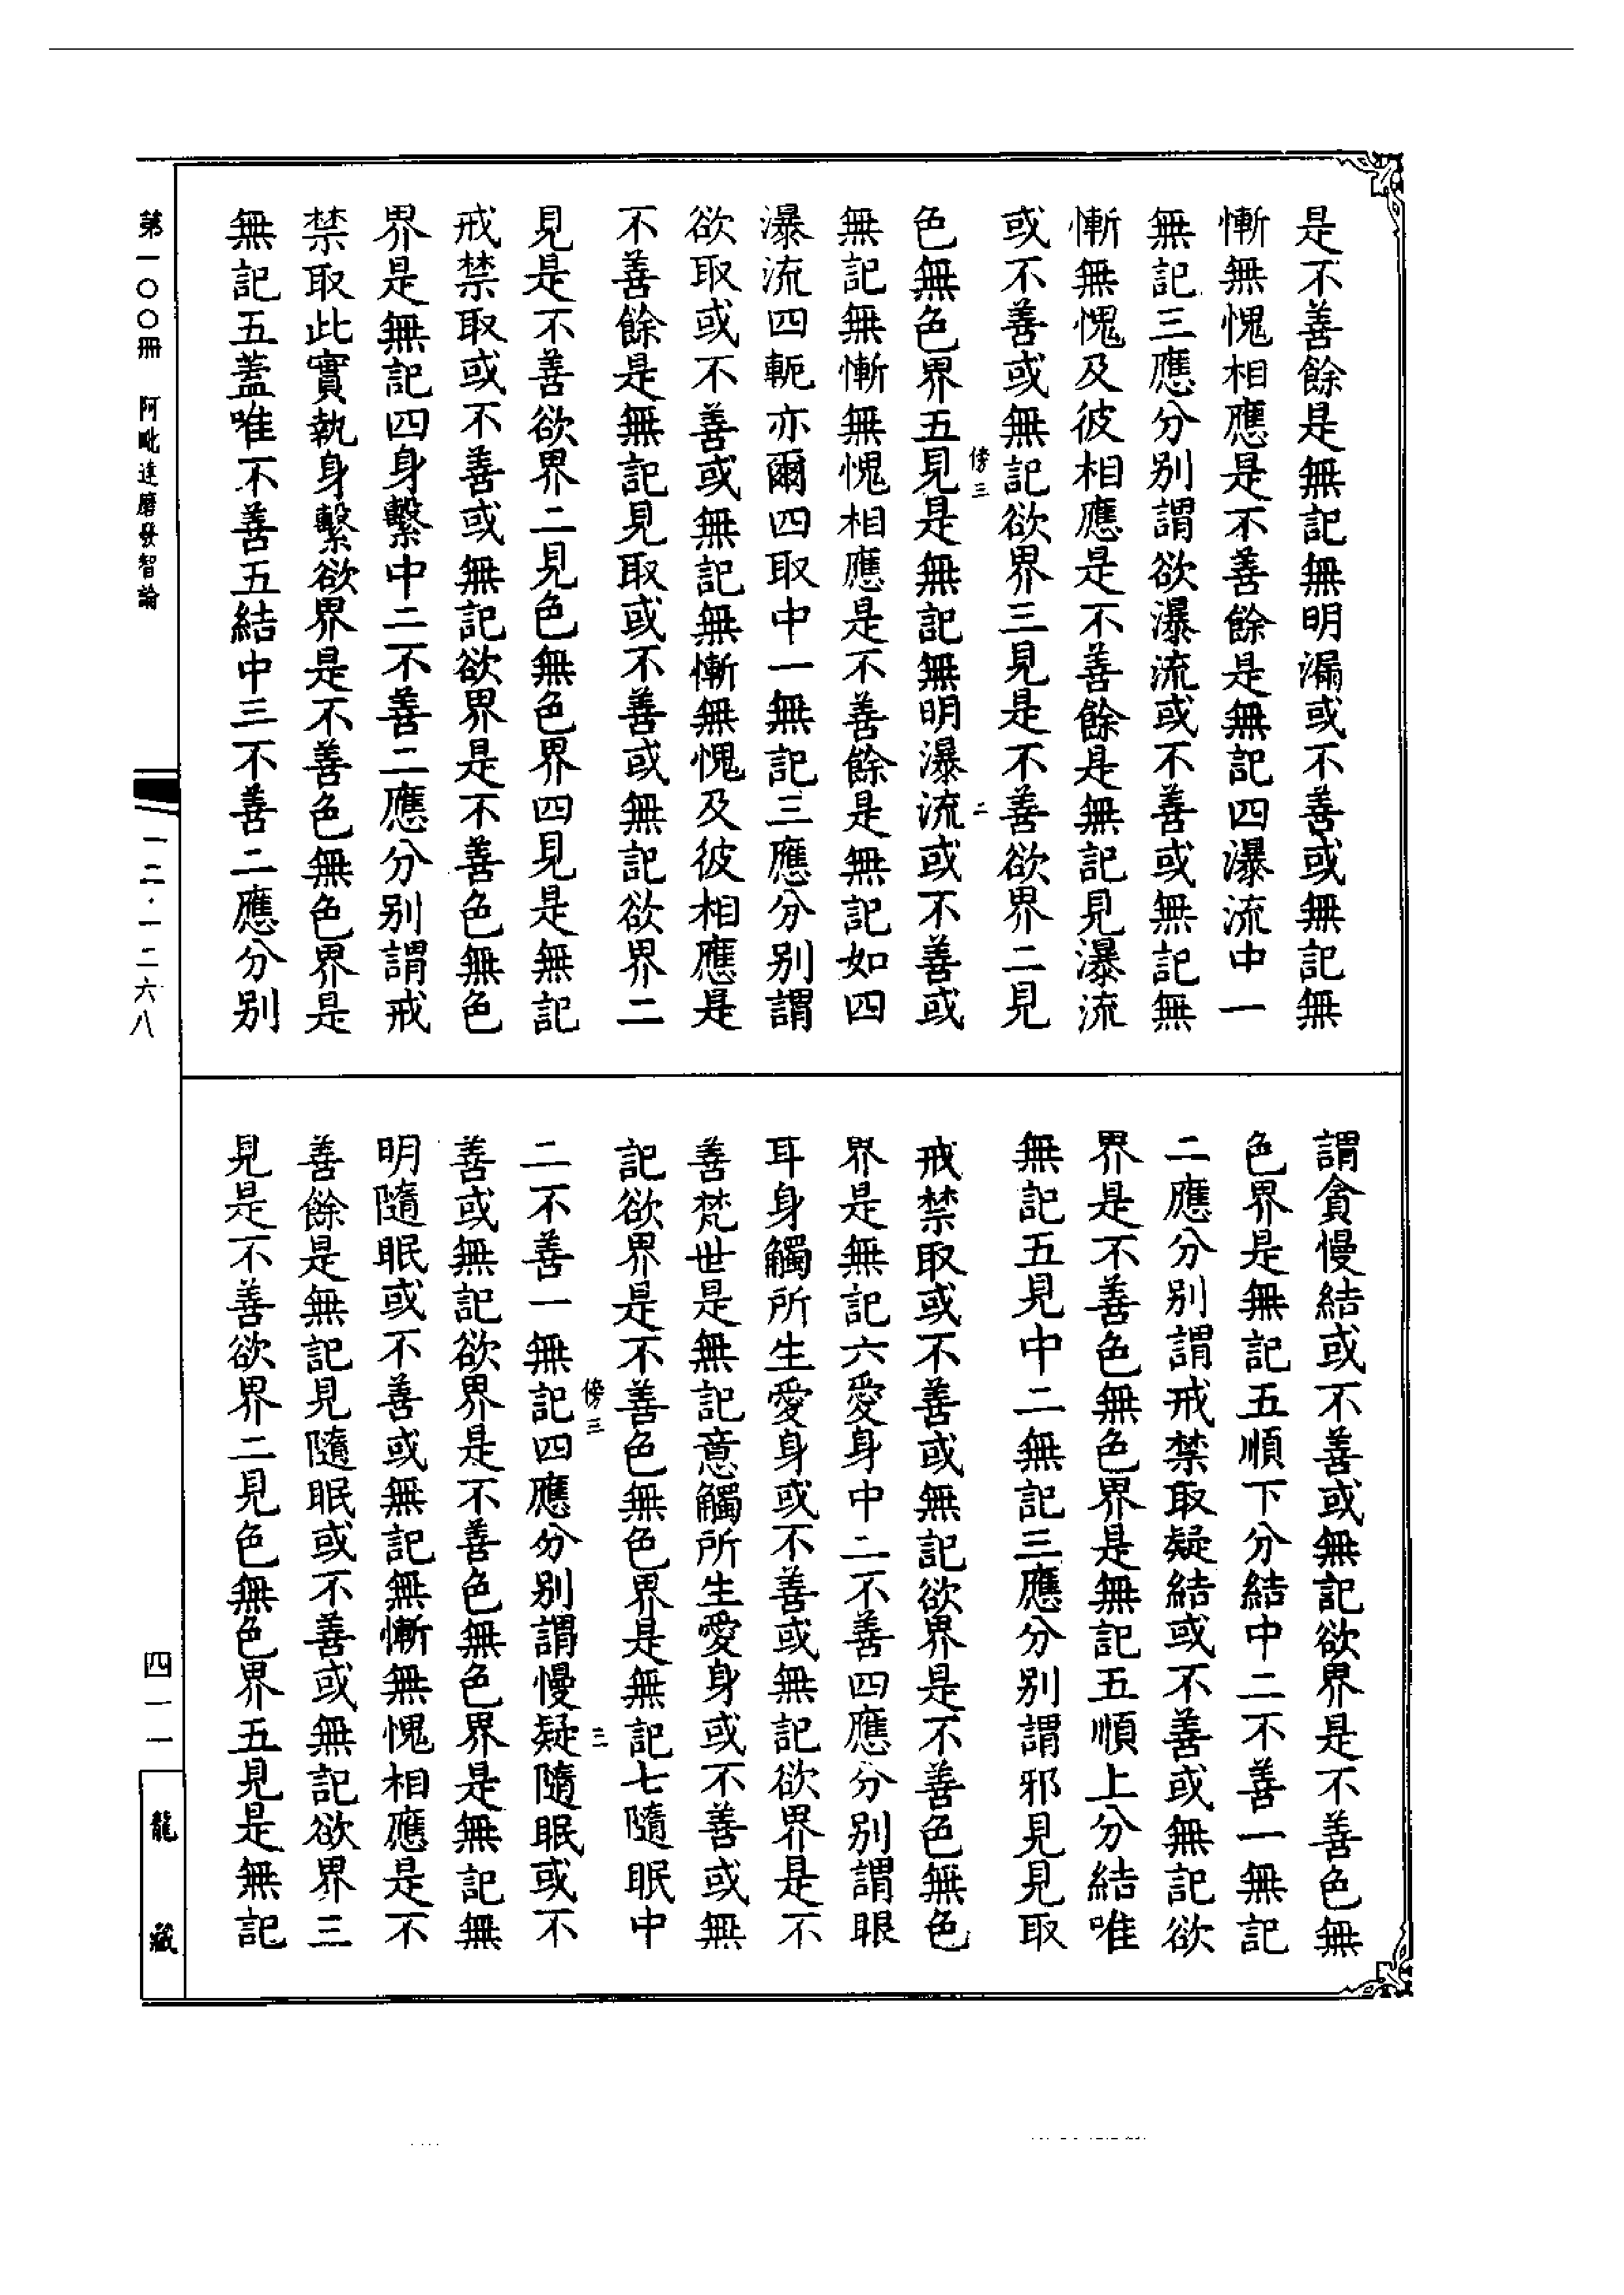 是不善餘是無記無明漏或不善或無記無
慚無愧相應是不善餘是無記四瀑流中一
無記三應分別謂欲瀑流或不善或無記無
慚無愧及彼相應是不善餘是無記見瀑流
或不善或無記欲界三見是不善欲界二見
傍三
二
色無色界五見是無記無明瀑流或不善或
無記無慚無愧相應是不善餘是無記如四
瀑流四軛亦爾四取中一無記三應分別謂
欲取或不善或無記無慚無愧及彼相應是
不善餘是無記見取或不善或無記欲界二
見是不善欲界二見色無色界四見是無記
戒禁取或不善或無記欲界是不善色無色
界是無記四身繫中二不善二應分別謂戒
禁取此實執身繫欲界是不善色無色界是
無記五蓋唯不善五結中三不善二應分別
謂貪慢結或不善或無記欲界是不善色無
色界是無記五順下分結中二不善一無記
二應分別謂戒禁取疑結或不善或無記欲
界是不善色無色界是無記五順上分結唯
無記五見中二無記三應分別謂邪見見取
戒禁取或不善或無記欲界是不善色無色
界是無記六愛身中二不善四應分別謂眼
耳身觸所生愛身或不善或無記欲界是不
善梵世是無記意觸所生愛身或不善或無
記欲界是不善色無色界是無記七隨眠中
傍三
三
二不善一無記四應分別謂慢疑隨眠或不
善或無記欲界是不善色無色界是無記無
明隨眠或不善或無記無慚無愧相應是不
善餘是無記見隨眠或不善或無記欲界三
見是不善欲界二見色無色界五見是無記
第一〇〇冊 阿毗達磨發智論
一二·一二六八
四一一
龍藏